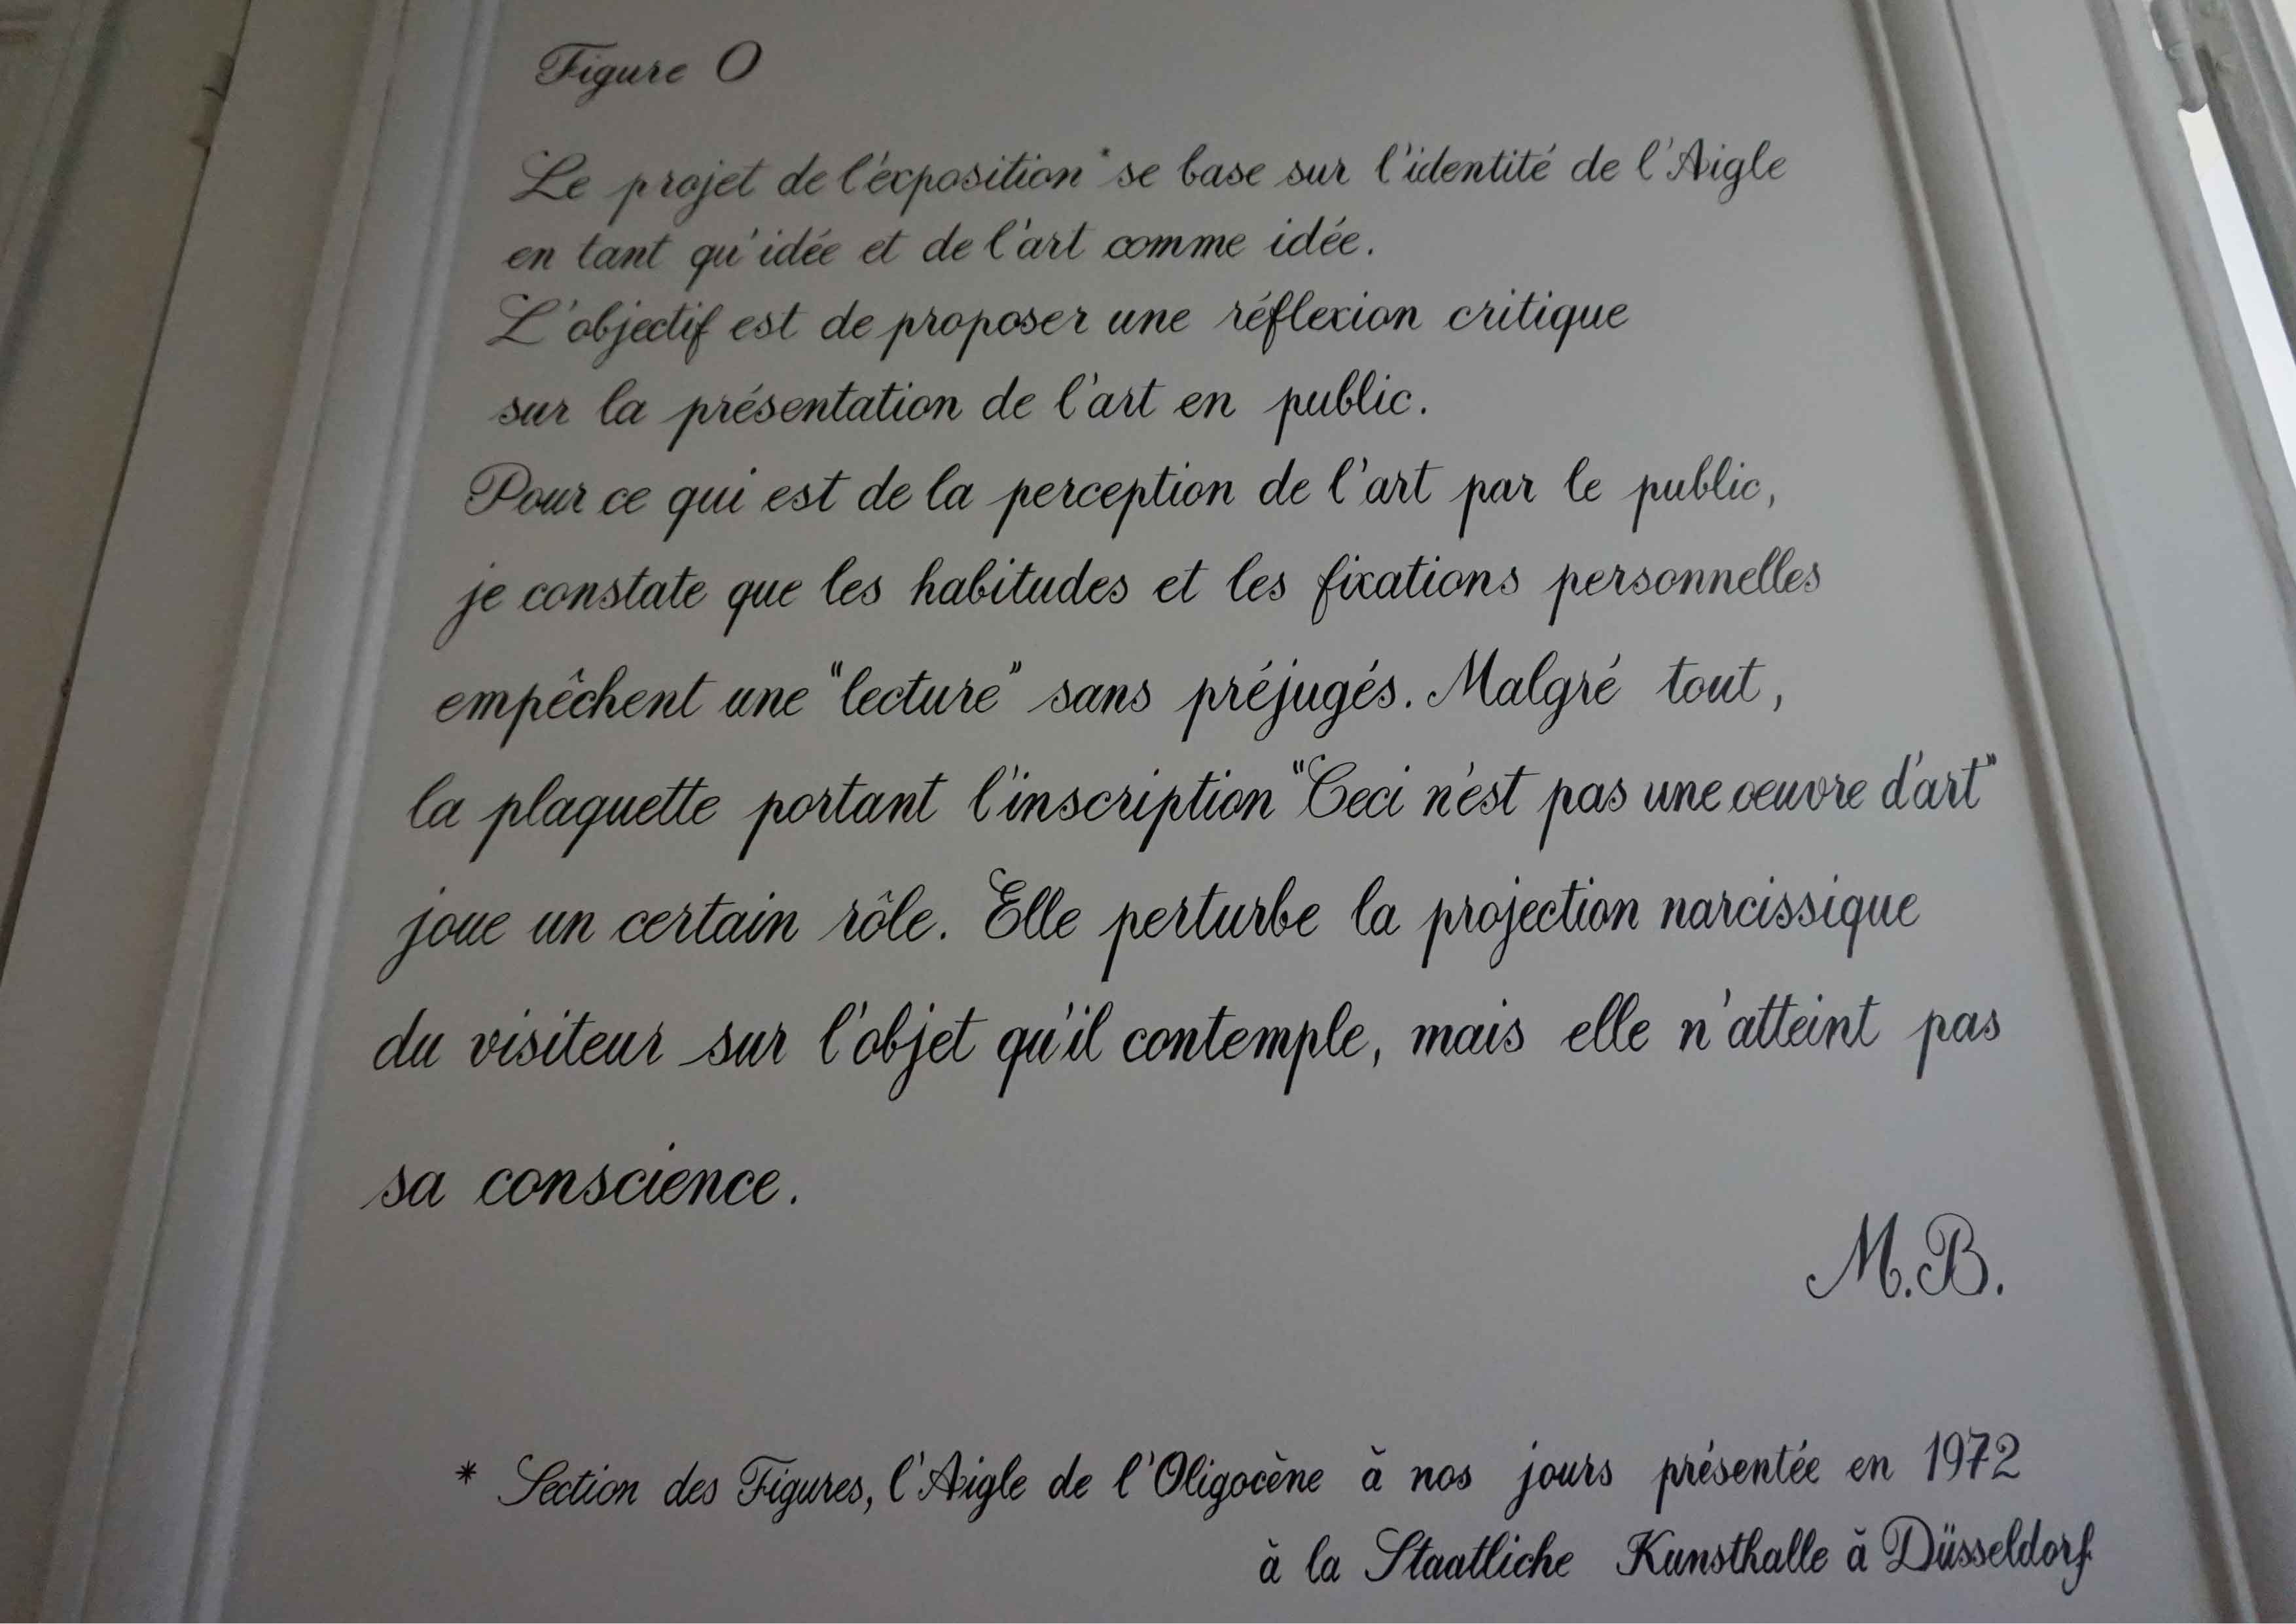 Figure 0
Le projet de l'exposition* se base sur l'identité de l'Aigle
en tant qu'idée et de l'art comme idée.
L'objectif est de proposer une réflexion critique
sur la présentation de l'art en public.
Pour ce qui est de la perception de l'art par le public,
je constate que les habitudes et les fixations personnelles
empêchent une "lecture" sans préjugés. Malgré tout,
la plaquette portant l'inscription "Ceci n'est pas une œuvre d'art"
joue un certain rôle. Elle perturbe la projection narcissique
du visiteur sur l'objet qu'il contemple, mais elle n'atteint pas
sa conscience.
M.B.
* Section des Figures, l'Aigle de l'Oligocène à nos jours présentée en 1972
à la Staatliche Kunsthalle à Düsseldorf